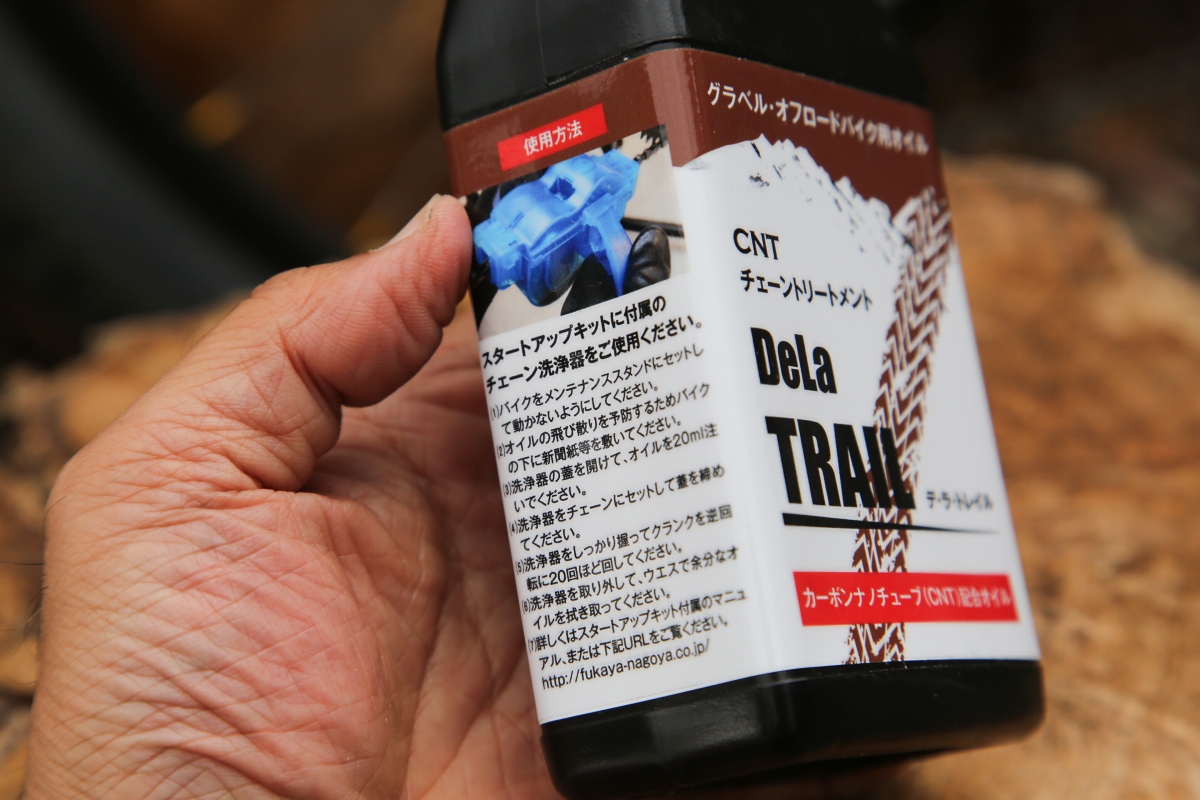 使用方法
スタートアップキットに付属の
チェーン洗浄器をご使用ください。
(1)バイクをメンテナンススタンドにセットし
て動かないようにしてください。
(2)オイルの飛び散りを予防するためバイク
の下に新聞紙等を敷いてください。
(3)洗浄器の蓋を開けて、オイルを20ml注
いでください。
(4)洗浄器をチェーンにセットして蓋を締め
てください。
(5)洗浄器をしっかり握ってクランクを逆回
転に20回ほど回してください。
(6)洗浄器を取り外して、ウエスで余分なオ
イルを拭き取ってください。
(7)詳しくはスタートアップキット付属のマニュ
アル、または下記URLをご覧ください。
http://fukaya-nagoya.co.jp/
グラベル・オフロードバイク用オイル
CNT
チェーントリートメント
DeLa
TRAIL
デ・ラ・トレイル
カーボンナノチューブ(CNT)配合オイル